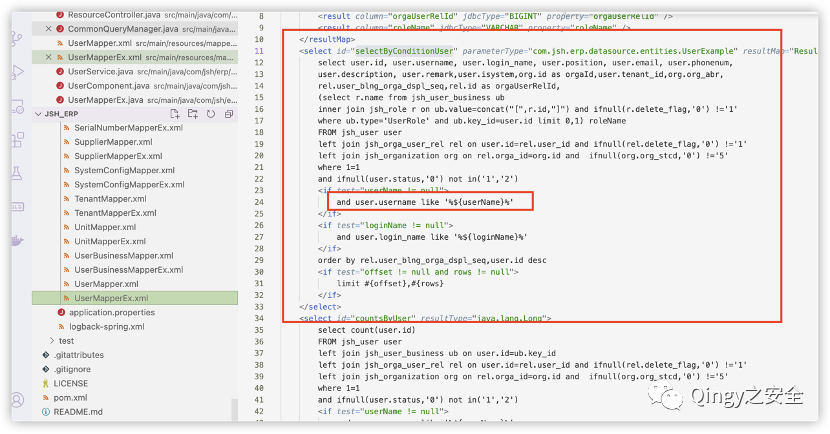 ResourceController.java src/main/java/com/...
CommonQueryManager.java src/main/...
UserMapper.xml src/main/resources/mappe...
UserMapperEx.xml src/main/resources/ma...
UserService.java src/main/java/com/jsh/erp/...
UserComponent.java src/main/java/com/jsh...
UserMapperEx.java src/main/java/com/jsh/e...
JSH_ERP
SerialNumberMapperEx.xml
SupplierMapper.xml
SupplierMapperEx.xml
SystemConfigMapper.xml
SystemConfigMapperEx.xml
TenantMapper.xml
TenantMapperEx.xml
UnitMapper.xml
UnitMapperEx.xml
UserBusinessMapper.xml
UserBusinessMapperEx.xml
UserMapper.xml
UserMapperEx.xml
application.properties
logback-spring.xml
test
.gitattributes
.gitignore
LICENSE
pom.xml
README.md
8 <result column="orgaUserRelId" jdbcType="BIGINT" property="orgaUserRelId" />
9 <result column="roleName" jdbcType="VARCHAR" property="roleName" />
10 </resultMap>
11 <select id="selectByConditionUser" parameterType="com.jsh.erp.datasource.entities.UserExample" resultMap="Resul
12 select user.id, user.username, user.login_name, user.position, user.email, user.phonenum,
13 user.description, user.remark,user.isystem,org.id as orgaId,user.tenant_id,org.org_abr,
14 rel.user_blng_orga_dspl_seq,rel.id as orgaUserRelId,
15 (select r.name from jsh_user_business ub
16 inner join jsh_role r on ub.value=concat("[",r.id,"]") and ifnull(r.delete_flag,'0') !='1'
17 where ub.type='UserRole' and ub.key_id=user.id limit 0,1) roleName
18 FROM jsh_user user
19 left join jsh_orga_user_rel rel on user.id=rel.user_id and ifnull(rel.delete_flag,'0') !='1'
20 left join jsh_organization org on rel.orga_id=org.id and ifnull(org.org_stcd,'0') !='5'
21 where 1=1
22 and ifnull(user.status,'0') not in('1','2')
23 <if test="userName != null">
24 and user.username like '%${userName}%'
25 </if>
26 <if test="loginName != null">
27 and user.login_name like '%${loginName}%'
28 </if>
29 order by rel.user_blng_orga_dspl_seq,user.id desc
30 <if test="offset != null and rows != null">
31 limit #{offset},#{rows}
32 </if>
33 </select>
34 <select id="countsByUser" resultType="java.lang.Long">
35 select count(user.id)
36 FROM jsh_user user
37 left join jsh_user_business ub on user.id=ub.key_id
38 left join jsh_orga_user_rel rel on user.id=rel.user_id and ifnull(rel.delete_flag,'0') !='1'
39 left join jsh_organization org on rel.orga_id=org.id and ifnull(org.org_stcd,'0') !='5'
40 where 1=1
41 and ifnull(user.status,'0') not in('1','2')
42 <if test="userName != null">
Qingy之安全